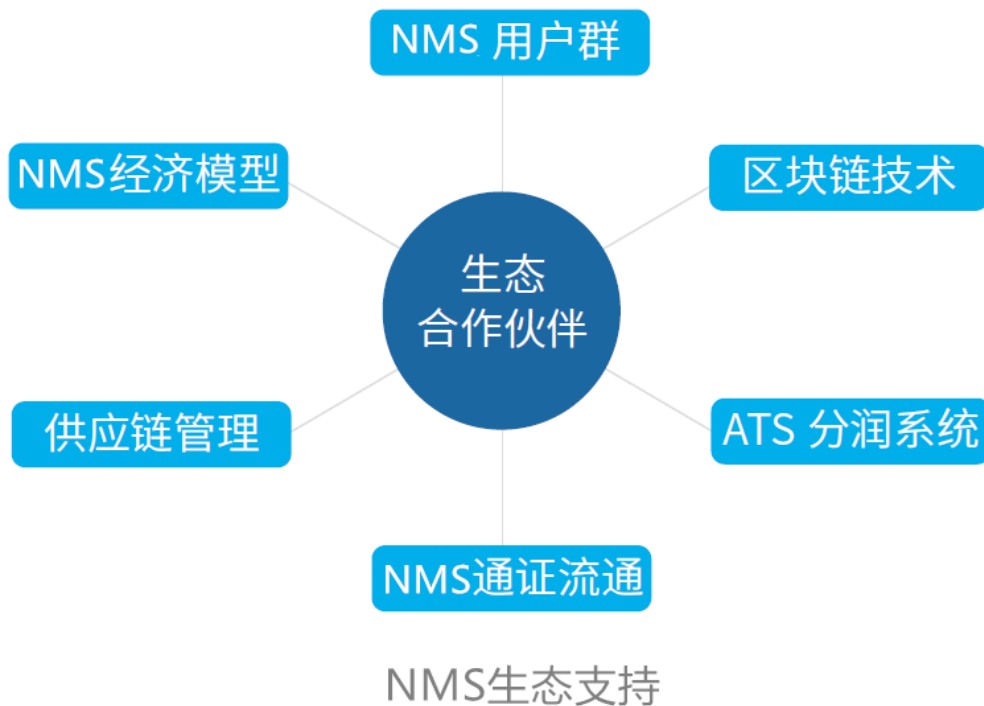 NMS 用户群
NMS经济模型
区块链技术
生态
合作伙伴
供应链管理
ATS 分润系统
NMS通证流通
NMS生态支持